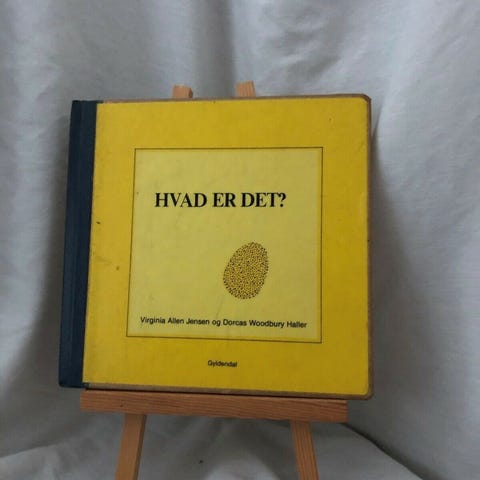 HVAD ER DET?
Virginia Allen Jensen og Dorcas Woodbury Haller
Gyldendal